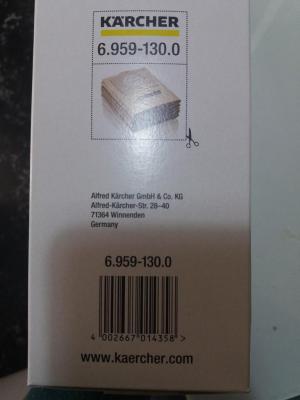 KÄRCHER
6.959-130.0
Alfred Kärcher GmbH & Co. KG
Alfred-Kärcher-Str. 28–40
71364 Winnenden
Germany
6.959-130.0
4 002667 014358 >
www.kaercher.com